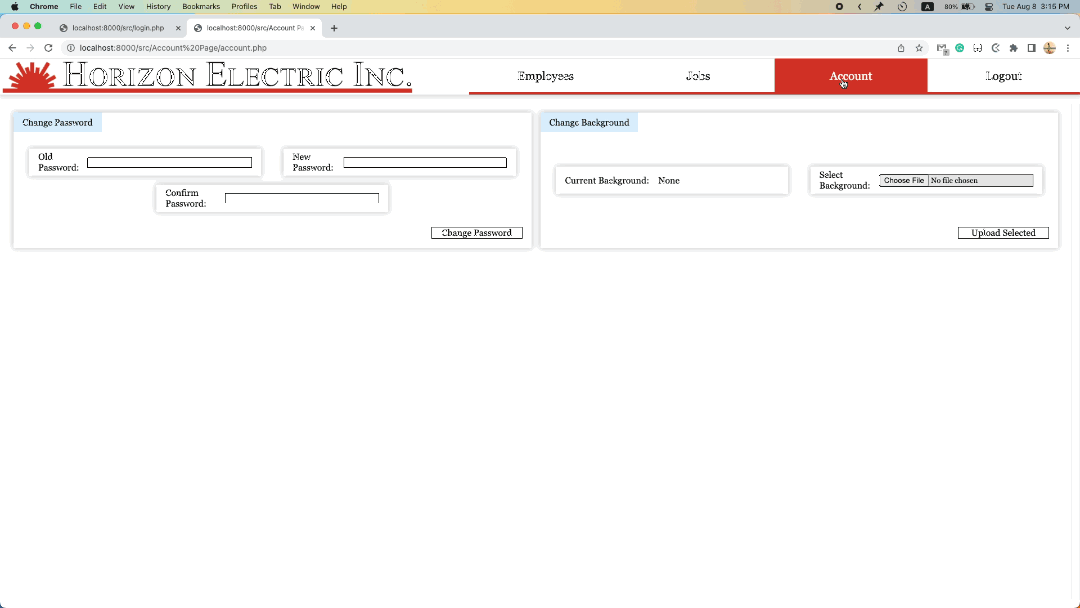 Chrome File Edit View History Bookmarks Profiles Tab Window Help A 80% Tue Aug 8 3:15 PM
localhost:8000/src/login.php × localhost:8000/src/Account P × +
localhost:8000/src/Account%20Page/account.php
Horizon Electric Inc. Employees Jobs Account Logout
Change Password Change Background
Old Password: New Password:
Confirm Password:
Current Background: None Select Background: Choose File No file chosen
Change Password Upload Selected